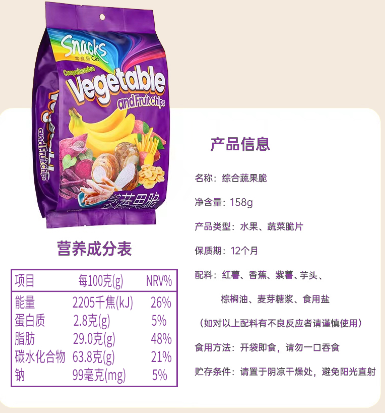 Snacks
Comprehensive
Vegetable
and Fruit chips
and Fruit chips
综合蔬果脆
营养成分表
项目 每100克(g) NRV%
能量 2205千焦(kJ) 26%
蛋白质 2.8克(g) 5%
脂肪 29.0克(g) 48%
碳水化合物 63.8克(g) 21%
钠 99毫克(mg) 5%
产品信息
名称：综合蔬果脆
净含量：158g
产品类型：水果、蔬菜脆片
保质期：12个月
配料：红薯、香蕉、紫薯、芋头、
棕榈油、麦芽糖浆、食用盐
（如对以上配料有不良反应者请谨慎使用）
食用方法：开袋即食，请勿一口吞食
贮存条件：请置于阴凉干燥处，避免阳光直射